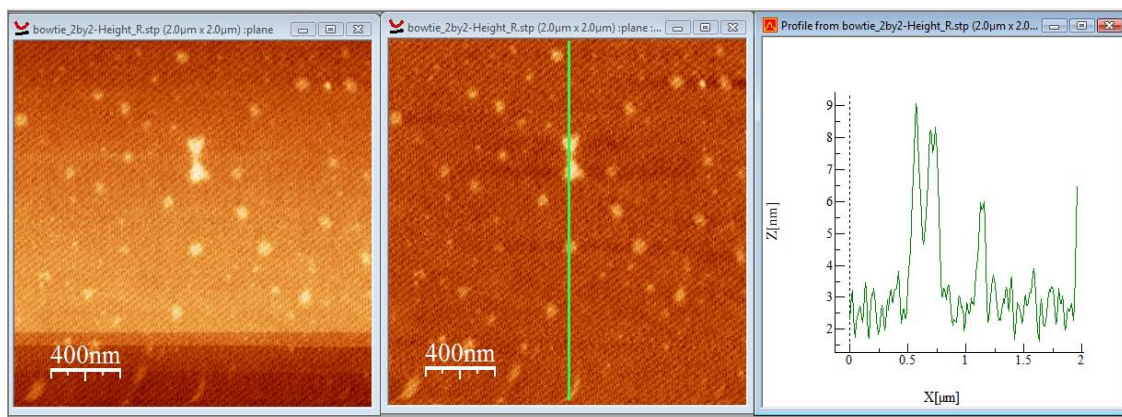 bowtie_2by2-Height_R.stp (2.0µm x 2.0µm) :plane
400nm
bowtie_2by2-Height_R.stp (2.0µm x 2.0µm) :plane :...
400nm
Profile from bowtie_2by2-Height_R.stp (2.0µm x 2.0...
Z[nm]
9
8
7
6
5
4
3
2
0
0.5
1
1.5
2
X[µm]